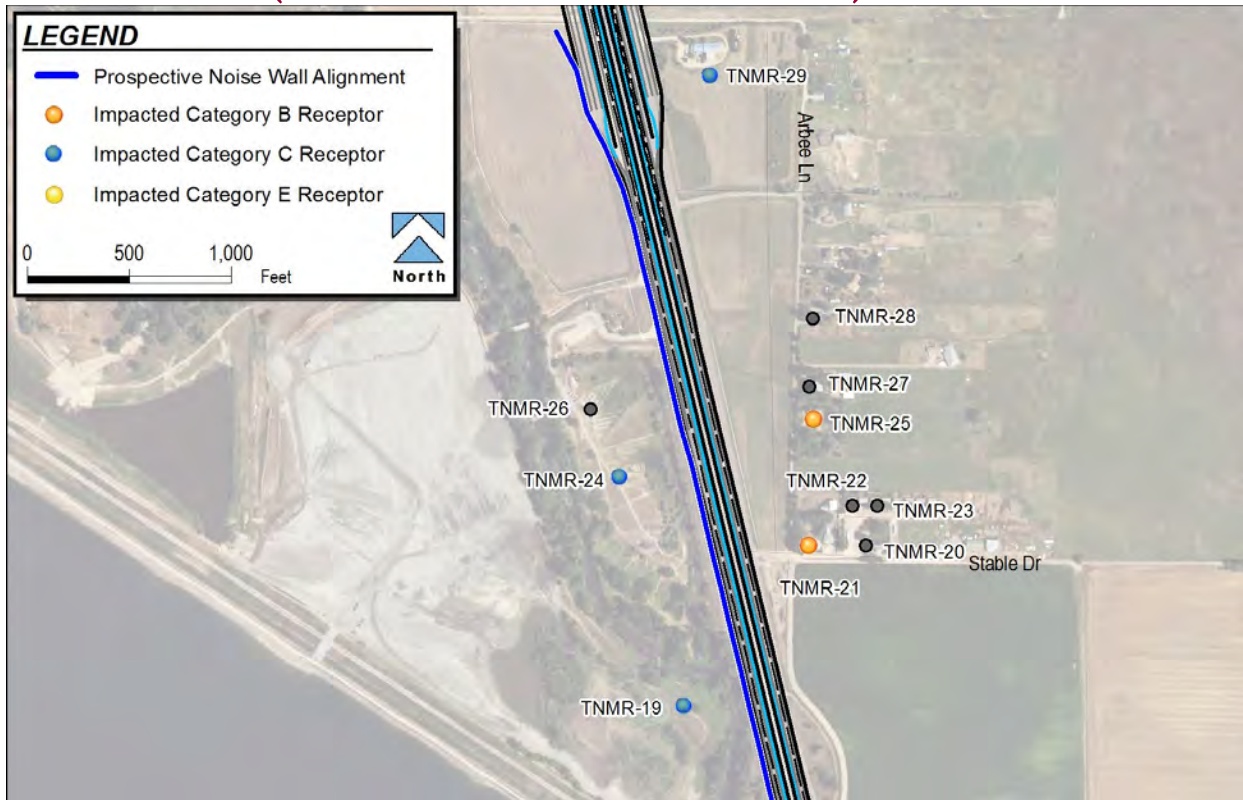 LEGEND
Prospective Noise Wall Alignment
Impacted Category B Receptor
Impacted Category C Receptor
Impacted Category E Receptor
0 500 1,000
Feet
North
TNMR-29
Arbee Ln
TNMR-28
TNMR-27
TNMR-26
TNMR-25
TNMR-24
TNMR-22
TNMR-23
TNMR-20
Stable Dr
TNMR-21
TNMR-19